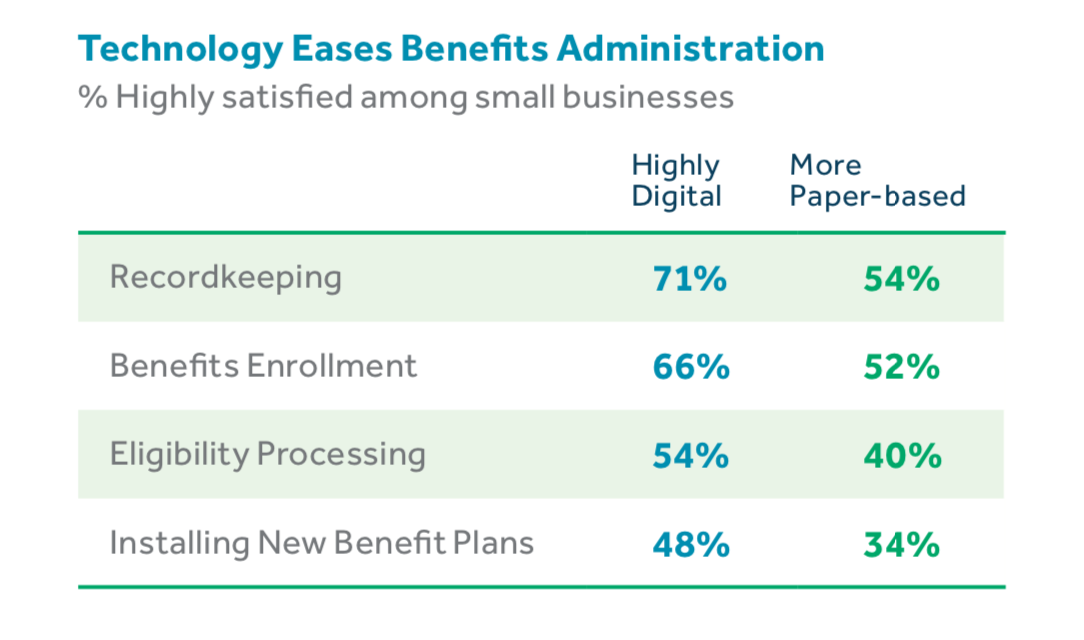 Technology Eases Benefits Administration
% Highly satisfied among small businesses
Highly Digital More Paper-based
Recordkeeping 71% 54%
Benefits Enrollment 66% 52%
Eligibility Processing 54% 40%
Installing New Benefit Plans 48% 34%